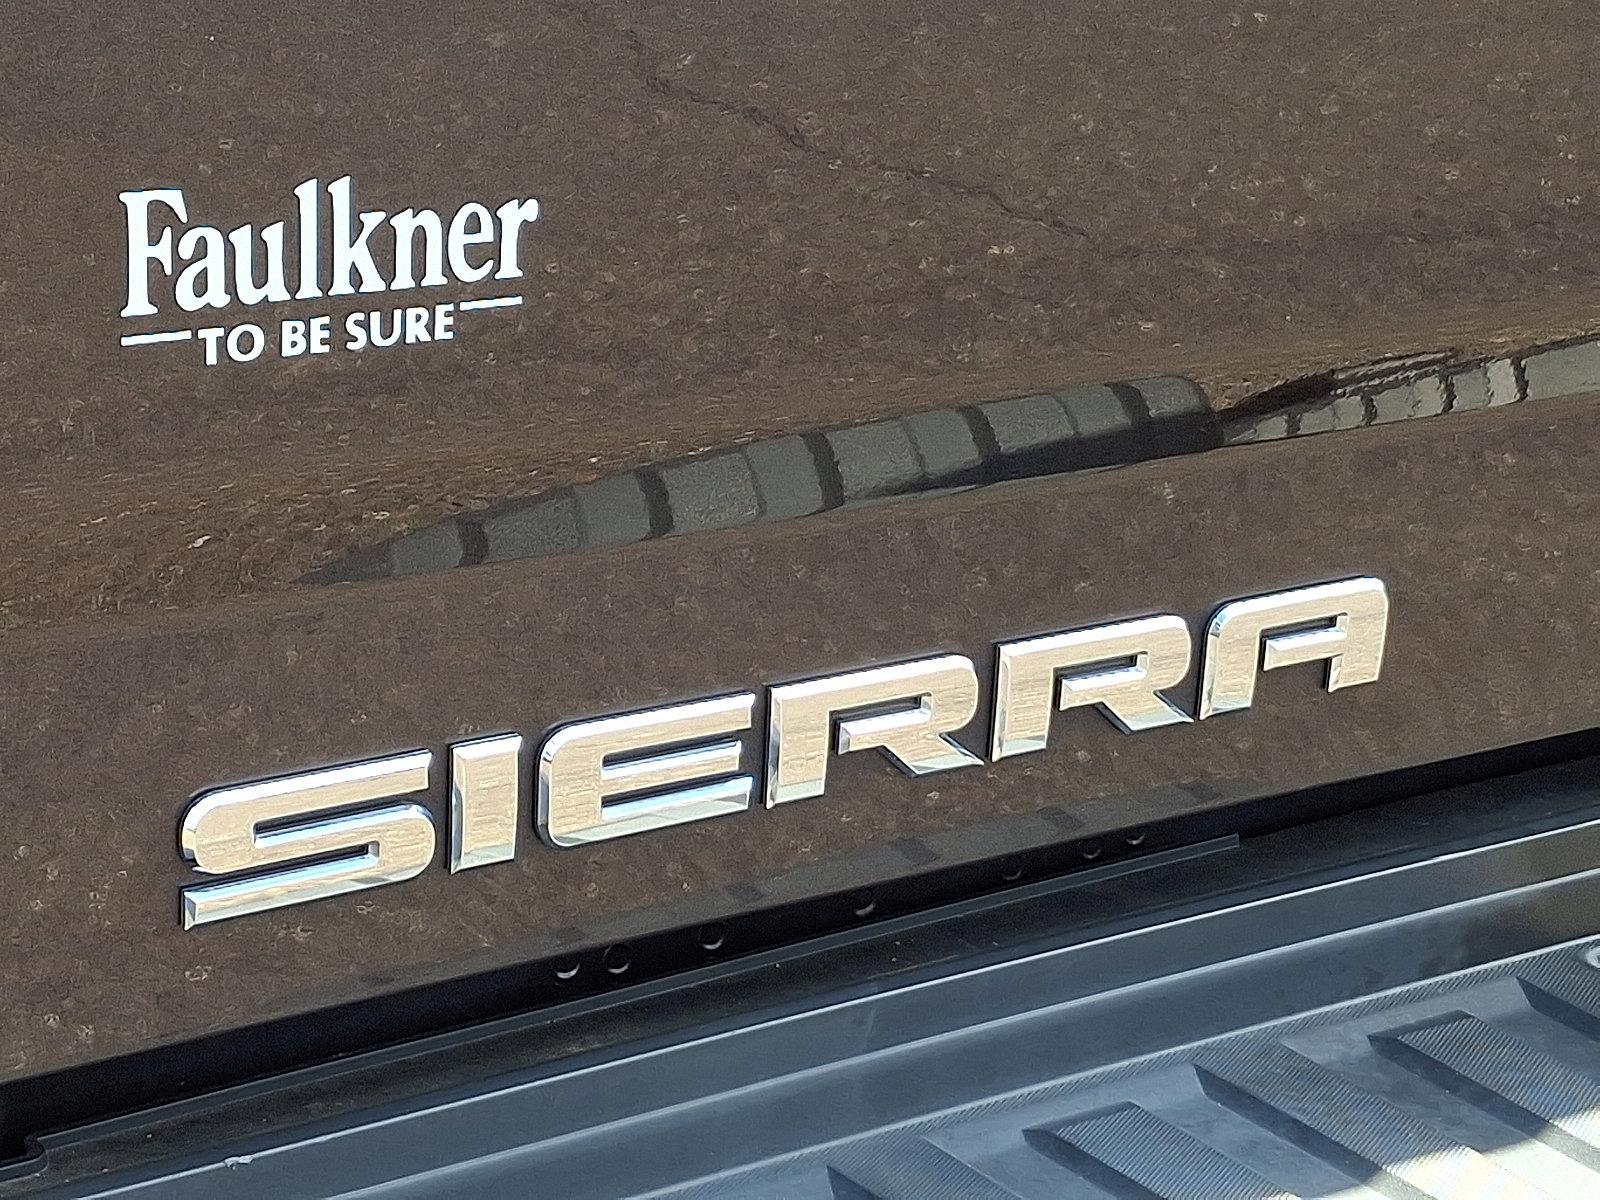 Faulkner
TO BE SURE
SIERRA